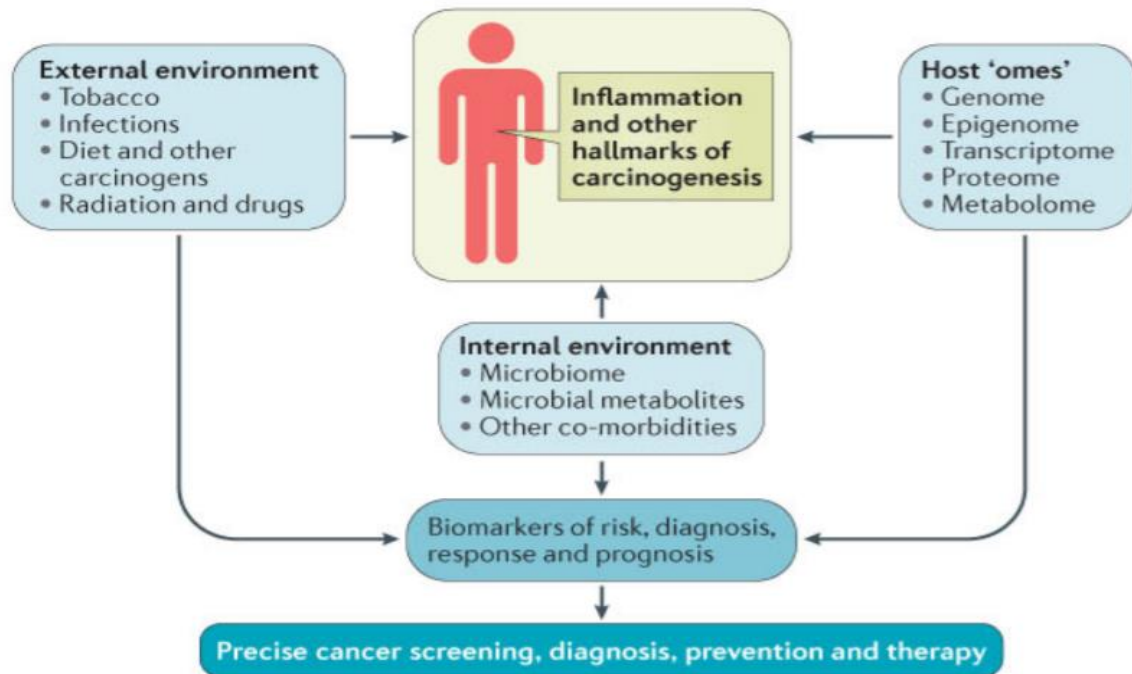 External environment
• Tobacco
• Infections
• Diet and other
carcinogens
• Radiation and drugs
Inflammation
and other
hallmarks of
carcinogenesis
Host ‘omes’
• Genome
• Epigenome
• Transcriptome
• Proteome
• Metabolome
Internal environment
• Microbiome
• Microbial metabolites
• Other co-morbidities
Biomarkers of risk, diagnosis,
response and prognosis
Precise cancer screening, diagnosis, prevention and therapy